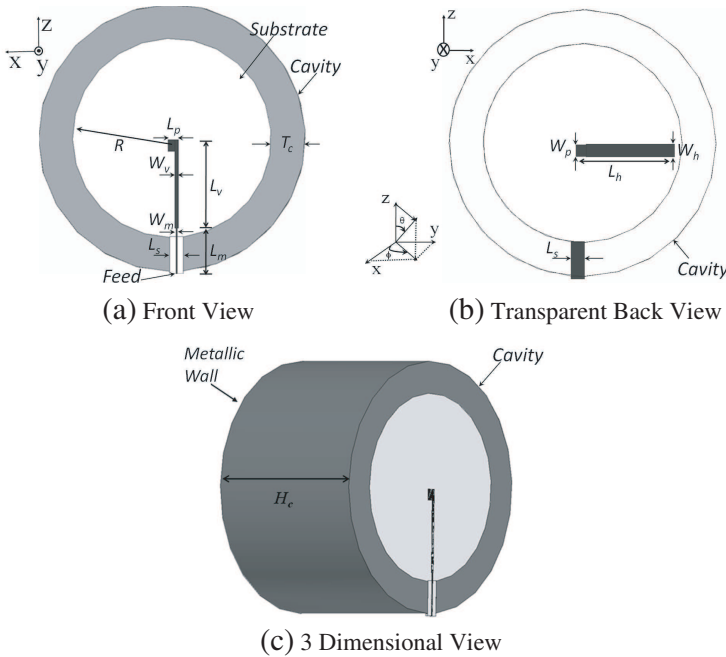 z
x
y
Substrate
Cavity
L_p
R
T_c
W_v
L_v
W_m
L_s
L_m
Feed
(a) Front View
z
y
x
W_p
W_h
L_h
z
θ
y
ϕ
x
L_s
Cavity
(b) Transparent Back View
Metallic
Wall
Cavity
H_c
(c) 3 Dimensional View